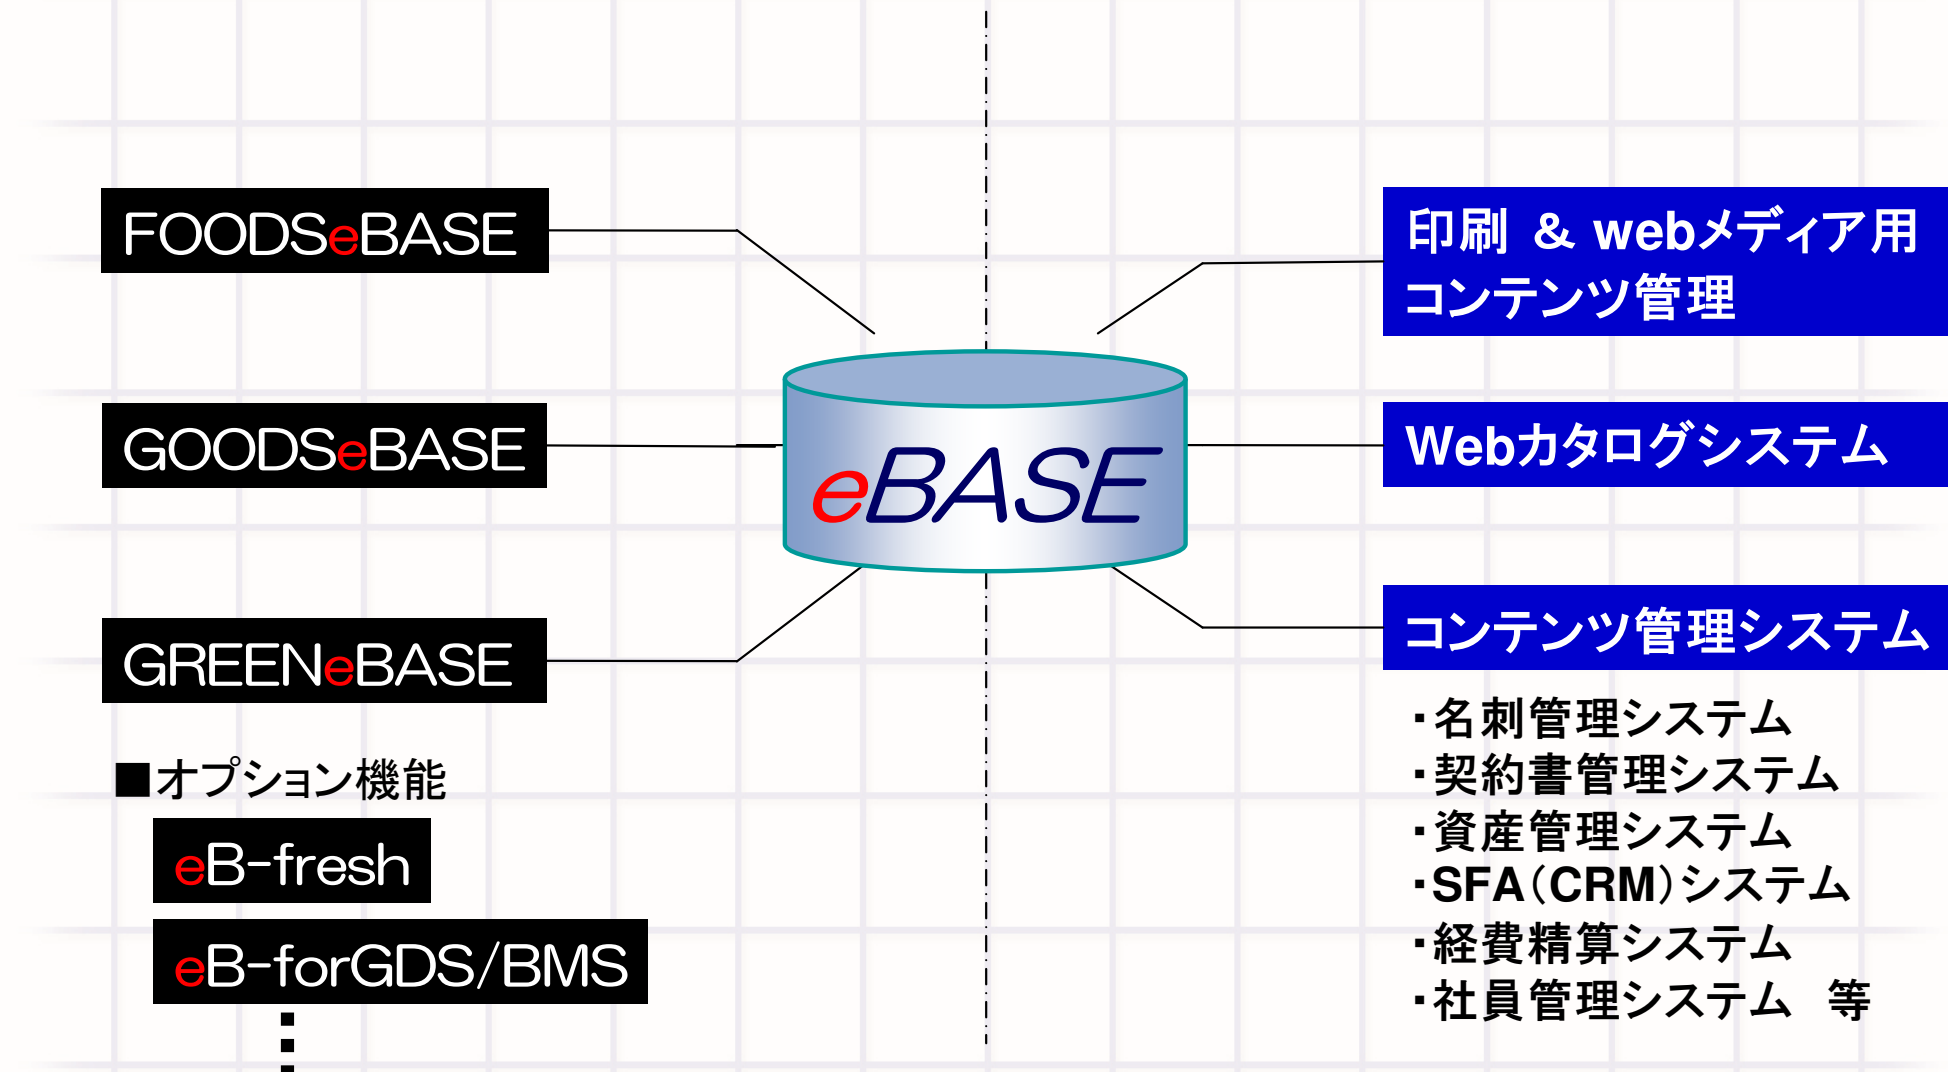 FOODSeBASE
GOODSeBASE
GREENeBASE
■オプション機能
eB-fresh
eB-forGDS/BMS
eBASE
印刷 & webメディア用
コンテンツ管理
Webカタログシステム
コンテンツ管理システム
・名刺管理システム
・契約書管理システム
・資産管理システム
・SFA(CRM)システム
・経費精算システム
・社員管理システム　等